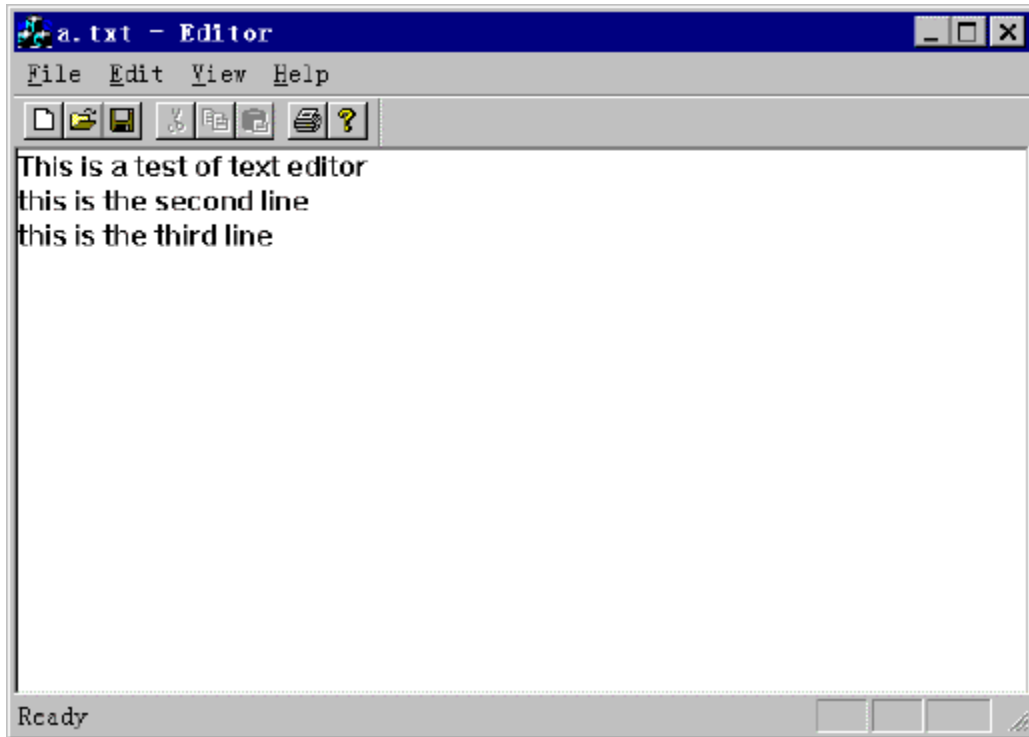 a.txt - Editor
File Edit View Help
This is a test of text editor
this is the second line
this is the third line
Ready